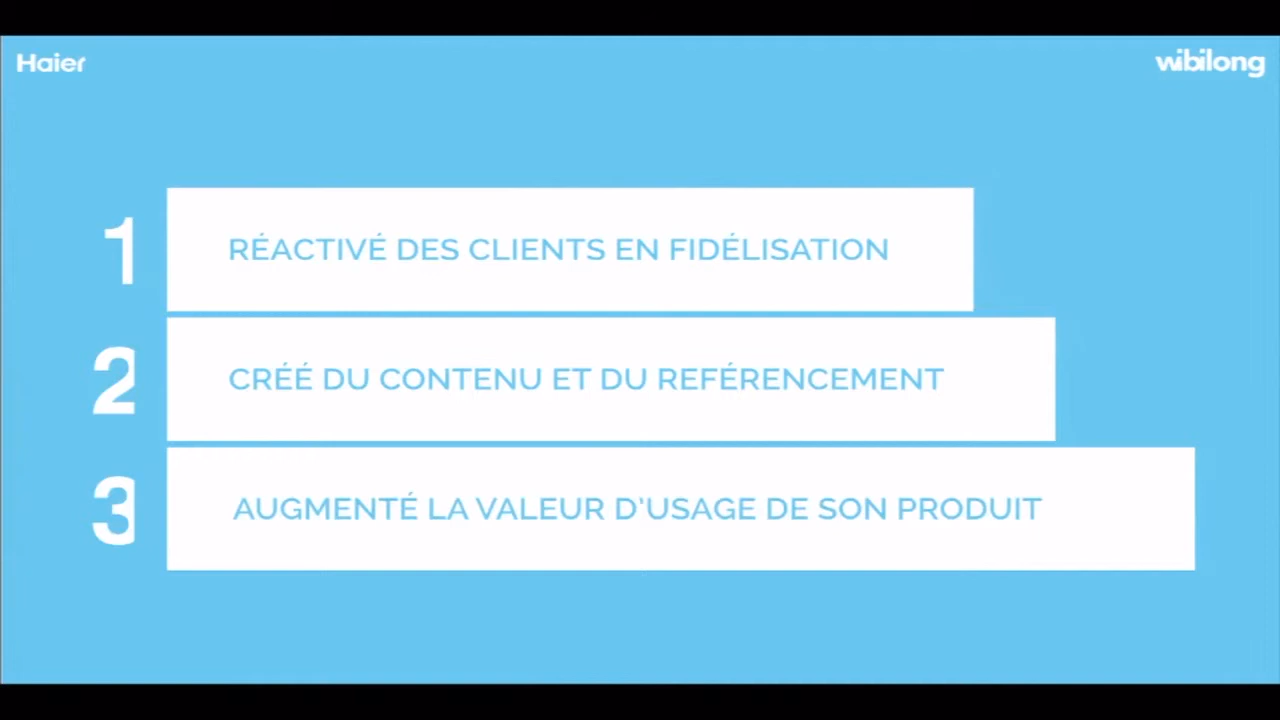 Haier
wibilong
1
RÉACTIVÉ DES CLIENTS EN FIDÉLISATION
2
CRÉÉ DU CONTENU ET DU REFÉRENCEMENT
3
AUGMENTÉ LA VALEUR D'USAGE DE SON PRODUIT